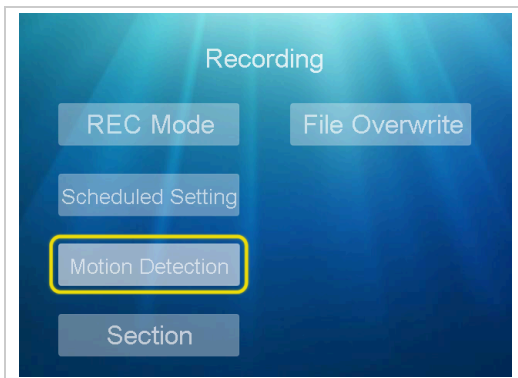 Recording
REC Mode
File Overwrite
Scheduled Setting
Motion Detection
Section